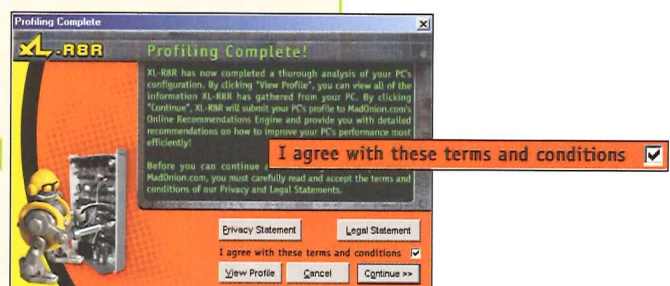 Profiling Complete
XL-R8R
Profiling Complete!
XL-R8R has now completed a thorough analysis of your PC's
configuration. By clicking "View Profile", you can view all of the
information XL-R8R has gathered from your PC. By clicking
"Continue", XL-R8R will submit your PC's profile to MadOnion.com's
Online Recommendations Engine and provide you with detailed
recommendations on how to improve your PC's performance most
efficiently!
Before you can continue a
MadOnion.com, you must carefully read and accept the terms and
conditions of our Privacy and Legal Statements.
I agree with these terms and conditions
Privacy Statement Legal Statement
I agree with these terms and conditions
View Profile Cancel Continue >>